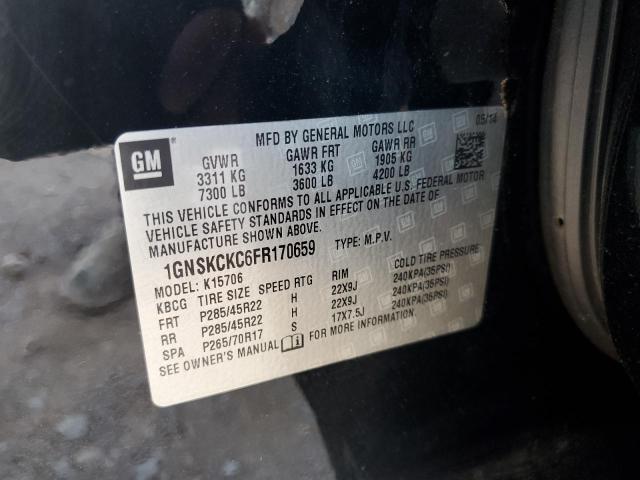 GM
MFD BY GENERAL MOTORS LLC 05/14
GVWR GAWR FRT GAWR RR
3311 KG 1633 KG 1905 KG
7300 LB 3600 LB 4200 LB
THIS VEHICLE CONFORMS TO ALL APPLICABLE U.S. FEDERAL MOTOR
VEHICLE SAFETY STANDARDS IN EFFECT ON THE DATE OF
MANUFACTURE SHOWN ABOVE.
1GNSKCKC6FR170659 TYPE: M.P.V.
MODEL: K15706
KBCG TIRE SIZE SPEED RTG RIM COLD TIRE PRESSURE
FRT P285/45R22 H 22X9J 240KPA(35PSI)
RR P285/45R22 H 22X9J 240KPA(35PSI)
SPA P265/70R17 S 17X7.5J 240KPA(35PSI)
SEE OWNER'S MANUAL FOR MORE INFORMATION.